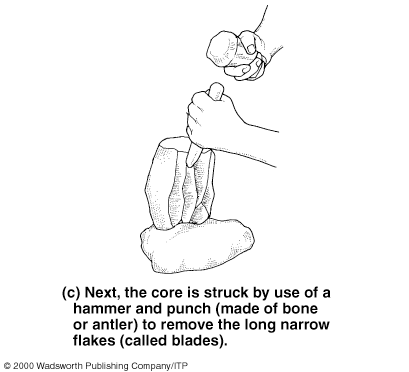 (c) Next, the core is struck by use of a
hammer and punch (made of bone
or antler) to remove the long narrow
flakes (called blades).
© 2000 Wadsworth Publishing Company/ITP